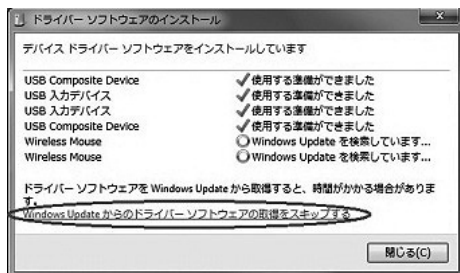 ドライバー ソフトウェアのインストール
デバイス ドライバー ソフトウェアをインストールしています
USB Composite Device 使用する準備ができました
USB 入力デバイス 使用する準備ができました
USB 入力デバイス 使用する準備ができました
USB Composite Device 使用する準備ができました
Wireless Mouse Windows Update を検索しています...
Wireless Mouse Windows Update を検索しています...
ドライバー ソフトウェアを Windows Update から取得すると、時間がかかる場合がありま
す。
Windows Update からのドライバー ソフトウェアの取得をスキップする
閉じる(C)